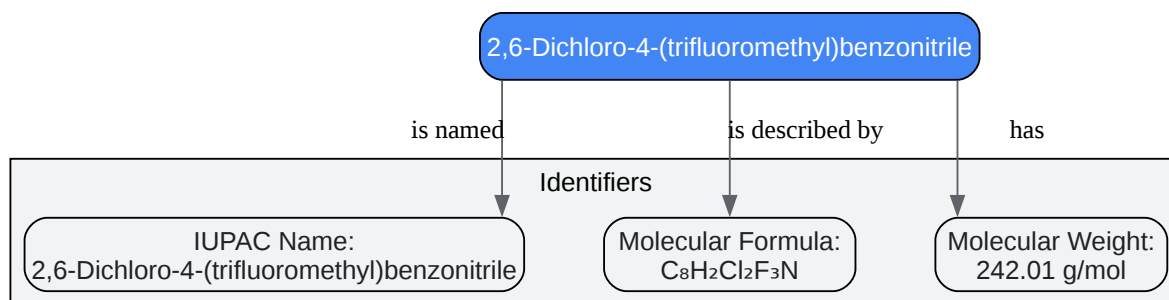 2,6-Dichloro-4-(trifluoromethyl)benzonitrile
is named
is described by
has
Identifiers
IUPAC Name:
2,6-Dichloro-4-(trifluoromethyl)benzonitrile
Molecular Formula:
C₈H₂Cl₂F₃N
Molecular Weight:
242.01 g/mol